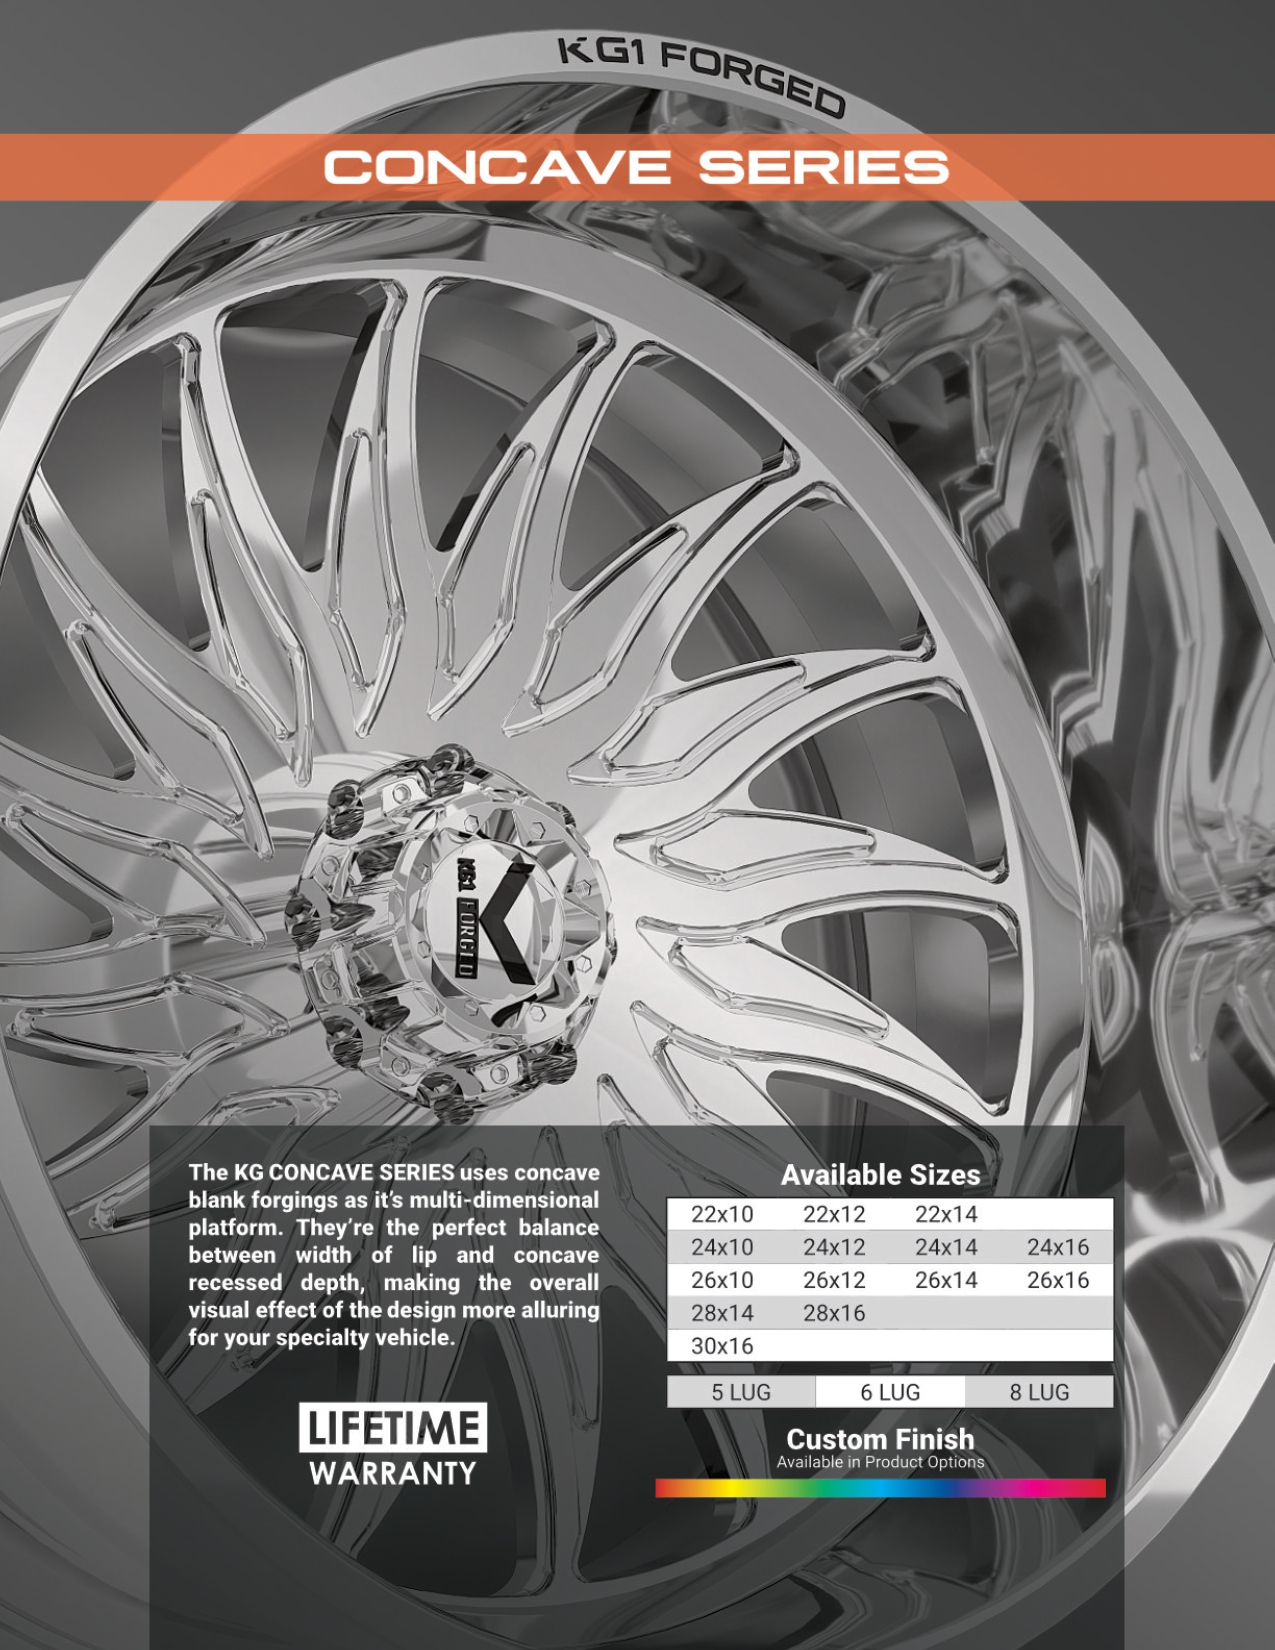 KG1 FORGED
CONCAVE SERIES
KG1 FORGED
The KG CONCAVE SERIES uses concave
blank forgings as it's multi-dimensional
platform. They're the perfect balance
between width of lip and concave
recessed depth, making the overall
visual effect of the design more alluring
for your specialty vehicle.
LIFETIME
WARRANTY
Available Sizes
22x10 22x12 22x14
24x10 24x12 24x14 24x16
26x10 26x12 26x14 26x16
28x14 28x16
30x16
5 LUG 6 LUG 8 LUG
Custom Finish
Available in Product Options